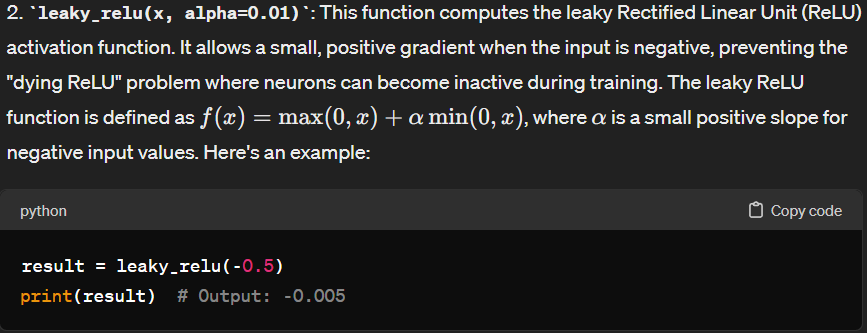 2. `leaky_relu(x, alpha=0.01)`: This function computes the leaky Rectified Linear Unit (ReLU)
activation function. It allows a small, positive gradient when the input is negative, preventing the
"dying ReLU" problem where neurons can become inactive during training. The leaky ReLU
function is defined as f(x) = max(0, x) + α min(0, x), where α is a small positive slope for
negative input values. Here's an example:
python Copy code
result = leaky_relu(-0.5)
print(result)  # Output: -0.005